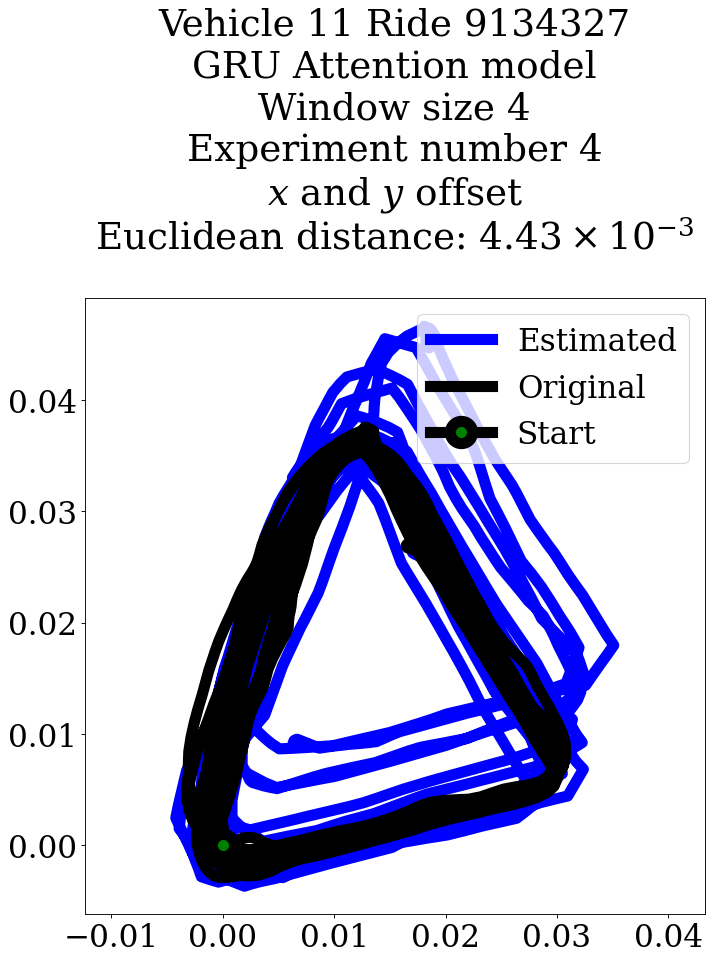 Vehicle 11 Ride 9134327
GRU Attention model
Window size 4
Experiment number 4
x and y offset
Euclidean distance: 4.43 × 10⁻³
Estimated
Original
Start
0.04
0.03
0.02
0.01
0.00
−0.01 0.00 0.01 0.02 0.03 0.04